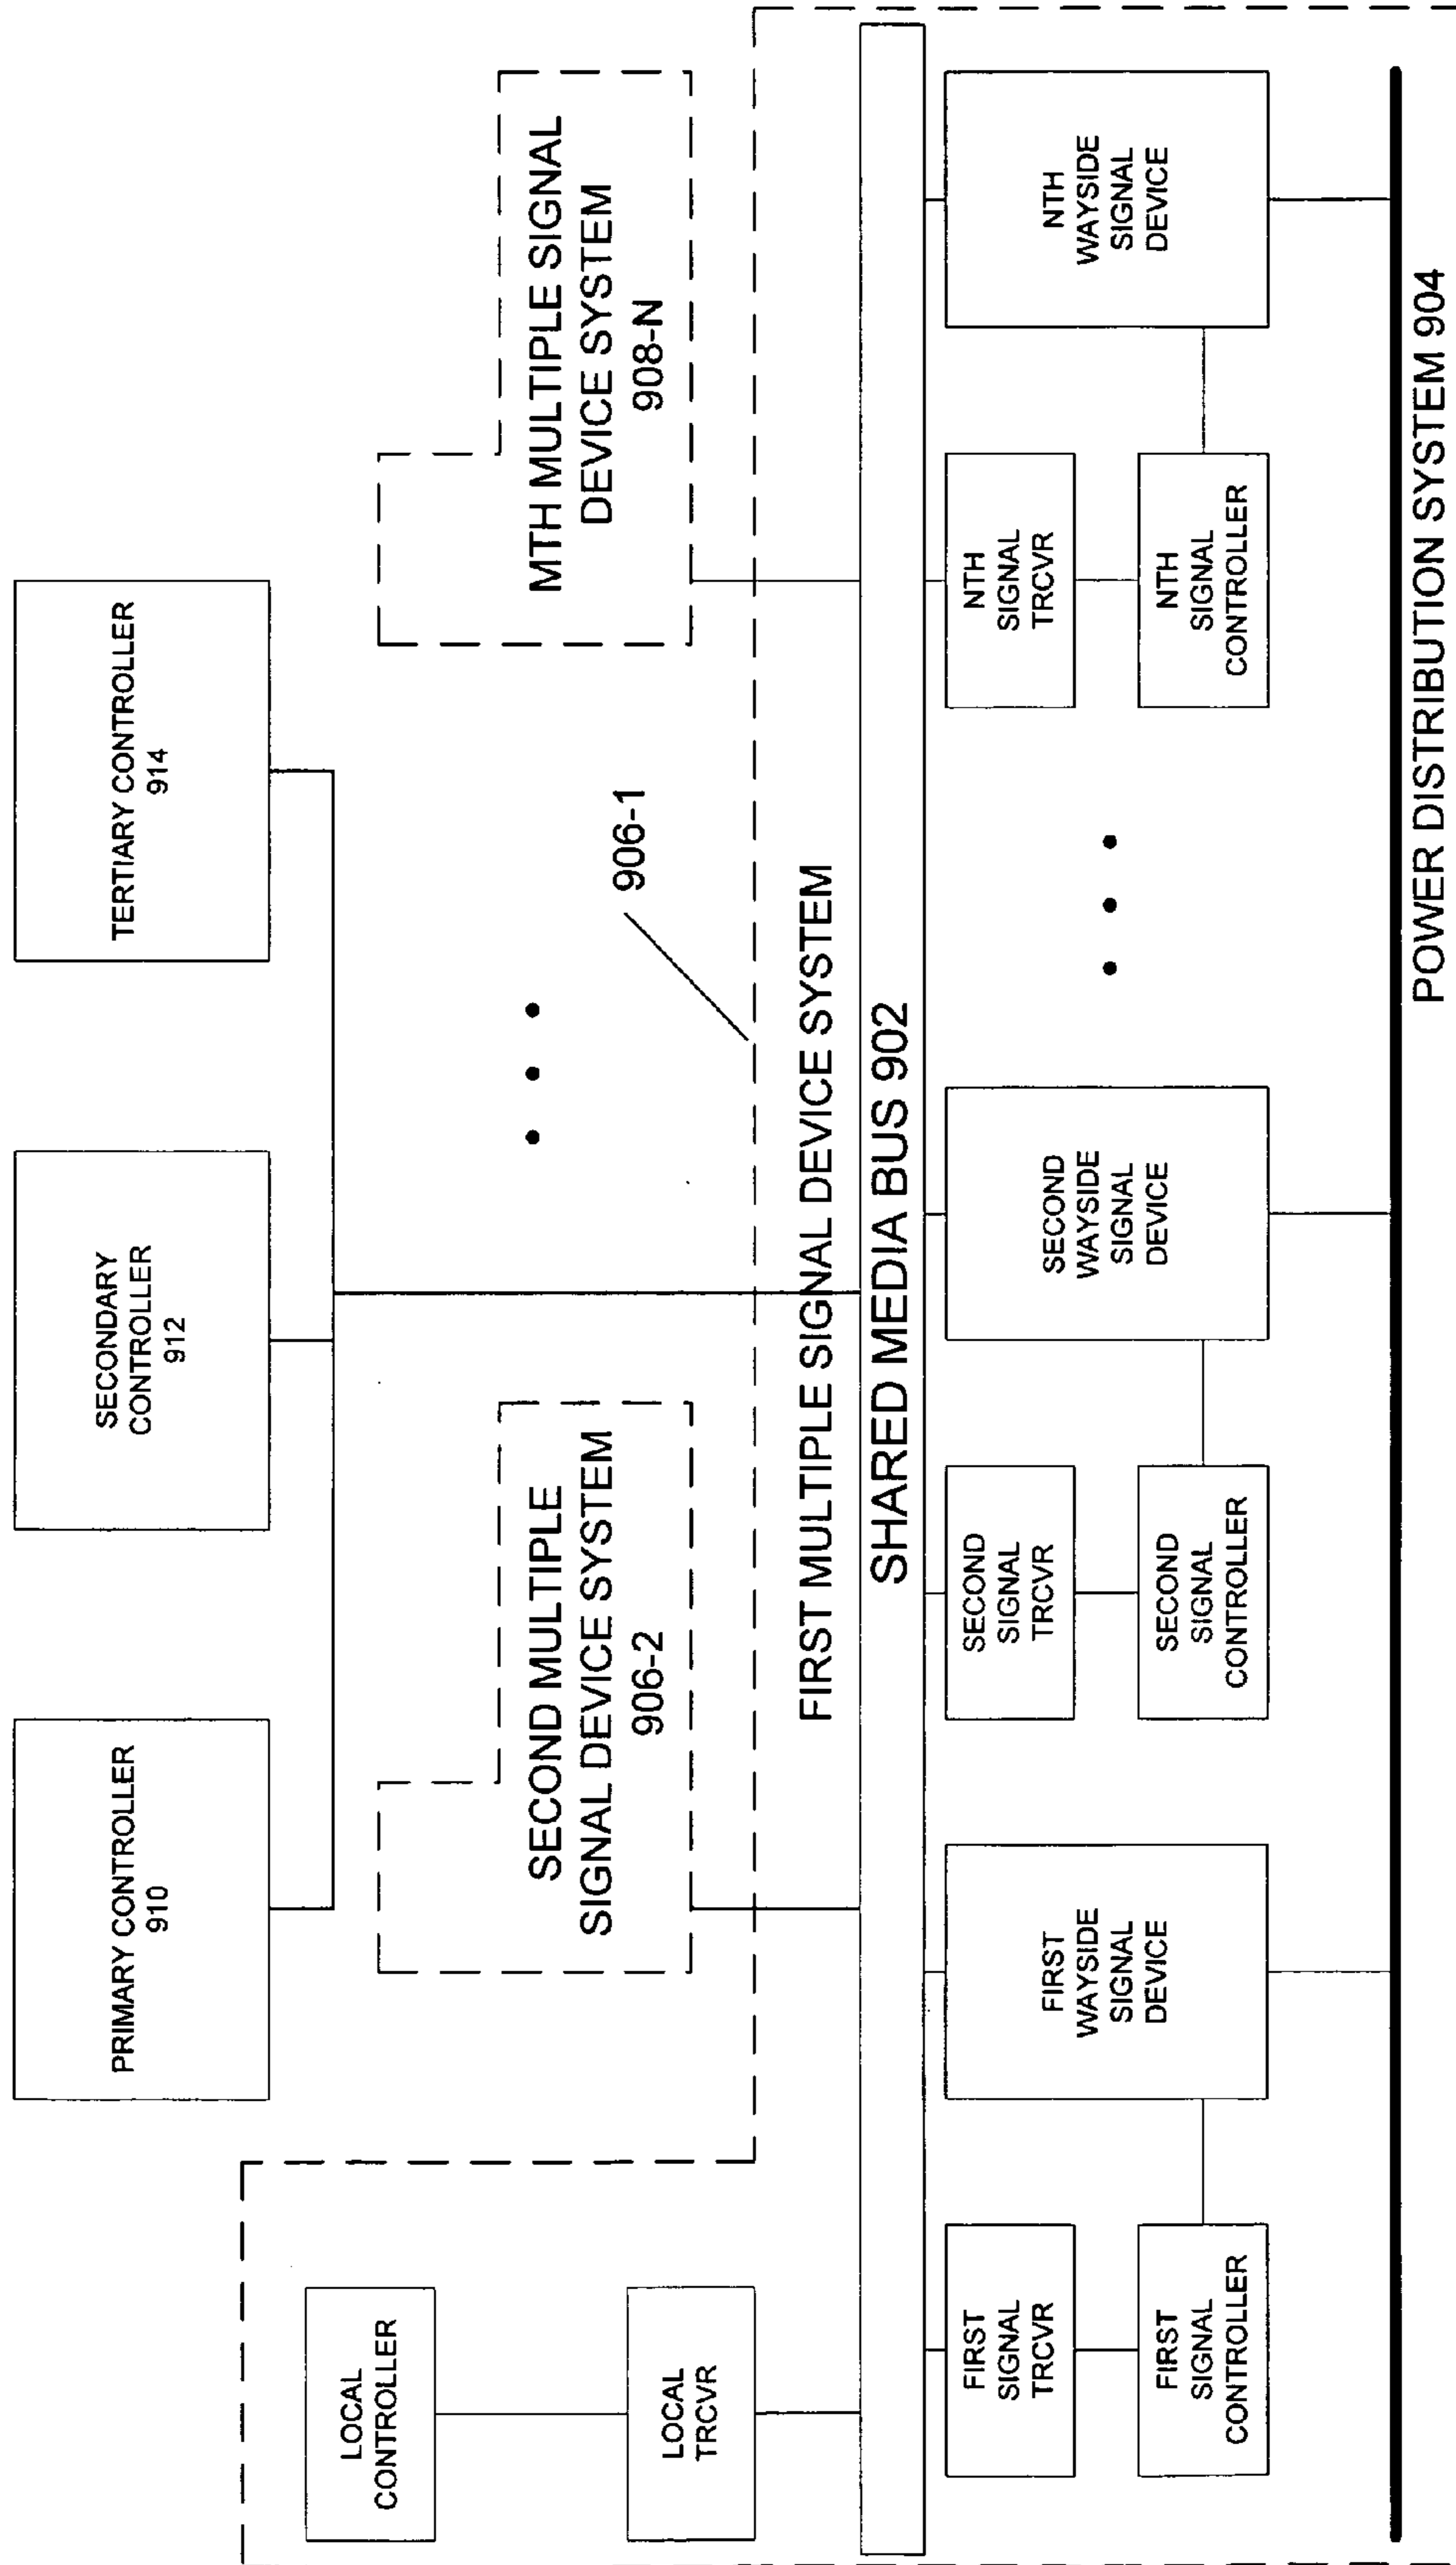 PRIMARY CONTROLLER
910
SECONDARY
CONTROLLER
912
TERTIARY CONTROLLER
914
LOCAL
CONTROLLER
LOCAL
TRCVR
SECOND MULTIPLE
SIGNAL DEVICE SYSTEM
906-2
MTH MULTIPLE SIGNAL
DEVICE SYSTEM
908-N
906-1
FIRST MULTIPLE SIGNAL DEVICE SYSTEM
SHARED MEDIA BUS 902
FIRST
SIGNAL
TRCVR
FIRST
SIGNAL
CONTROLLER
FIRST
WAYSIDE
SIGNAL
DEVICE
SECOND
SIGNAL
TRCVR
SECOND
SIGNAL
CONTROLLER
SECOND
WAYSIDE
SIGNAL
DEVICE
NTH
SIGNAL
TRCVR
NTH
SIGNAL
CONTROLLER
NTH
WAYSIDE
SIGNAL
DEVICE
POWER DISTRIBUTION SYSTEM 904